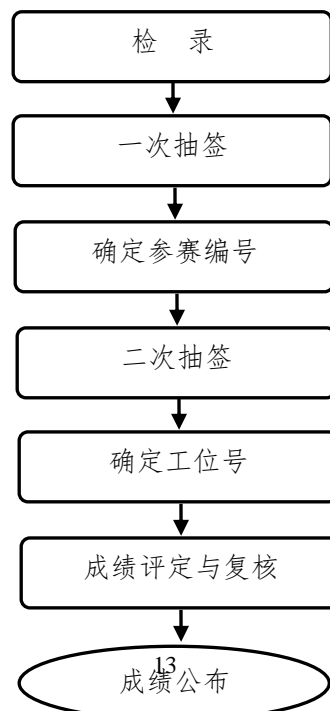 检 录
一次抽签
确定参赛编号
二次抽签
确定工位号
成绩评定与复核
13
成绩公布